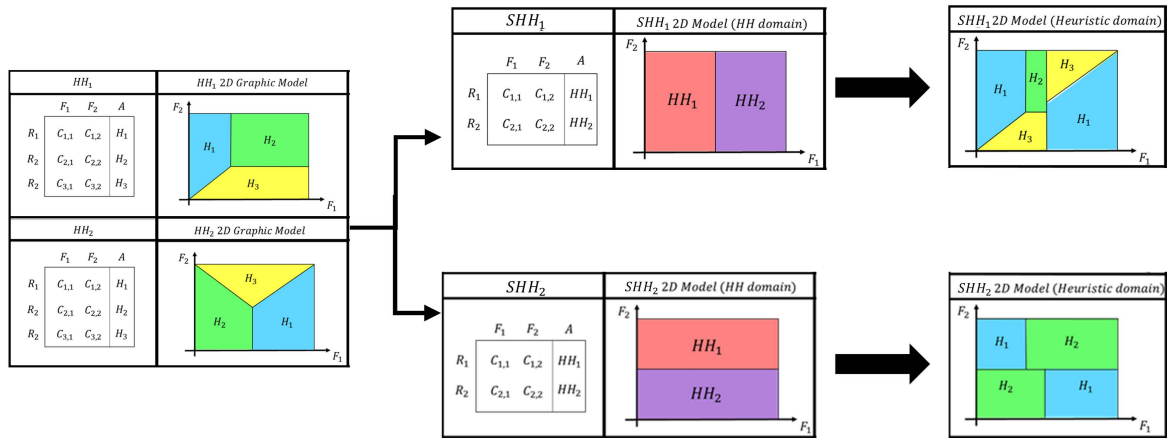 HH₁
HH₁ 2D Graphic Model
F₁ F₂ A
R₁ C₁,₁ C₁,₂ H₁
R₂ C₂,₁ C₂,₂ H₂
R₂ C₃,₁ C₃,₂ H₃
F₂
H₁
H₂
H₃
F₁
HH₂
HH₂ 2D Graphic Model
F₁ F₂ A
R₁ C₁,₁ C₁,₂ H₁
R₂ C₂,₁ C₂,₂ H₂
R₂ C₃,₁ C₃,₂ H₃
F₂
H₃
H₂
H₁
F₁
SHH₁
SHH₁ 2D Model (HH domain)
F₁ F₂ A
R₁ C₁,₁ C₁,₂ HH₁
R₂ C₂,₁ C₂,₂ HH₂
F₂
HH₁
HH₂
F₁
SHH₁ 2D Model (Heuristic domain)
F₂
H₁
H₂
H₃
H₃
H₁
F₁
SHH₂
SHH₂ 2D Model (HH domain)
F₁ F₂ A
R₁ C₁,₁ C₁,₂ HH₁
R₂ C₂,₁ C₂,₂ HH₂
F₂
HH₁
HH₂
F₁
SHH₂ 2D Model (Heuristic domain)
F₂
H₁
H₂
H₂
H₁
F₁